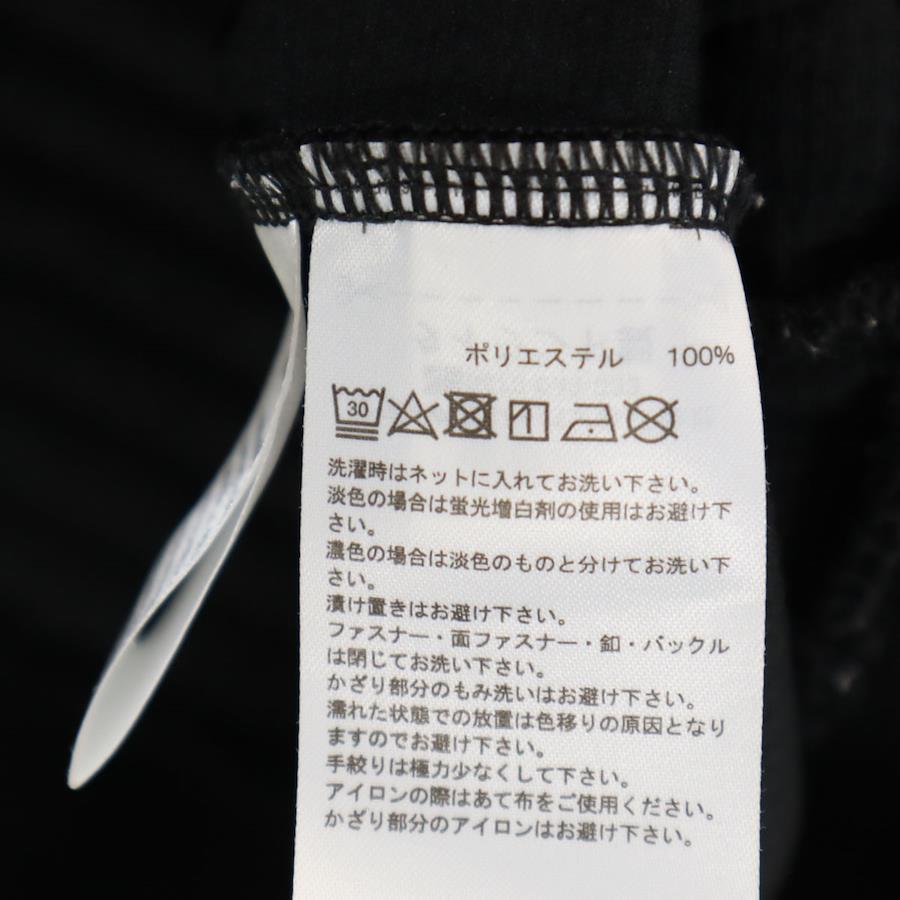 ポリエステル 100%
30
洗濯時はネットに入れてお洗い下さい。
淡色の場合は蛍光増白剤の使用はお避け下
さい。
濃色の場合は淡色のものと分けてお洗い下
さい。
漬け置きはお避け下さい。
ファスナー・面ファスナー・釦・バックル
は閉じてお洗い下さい。
かざり部分のもみ洗いはお避け下さい。
濡れた状態での放置は色移りの原因となり
ますのでお避け下さい。
手絞りは極力少なくして下さい。
アイロンの際はあて布をご使用ください。
かざり部分のアイロンはお避け下さい。